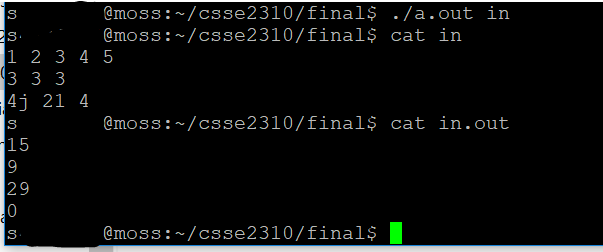 s @moss:~/csse2310/final$ ./a.out in
s @moss:~/csse2310/final$ cat in
1 2 3 4 5
3 3 3
4j 21 4
s @moss:~/csse2310/final$ cat in.out
15
9
29
0
s @moss:~/csse2310/final$